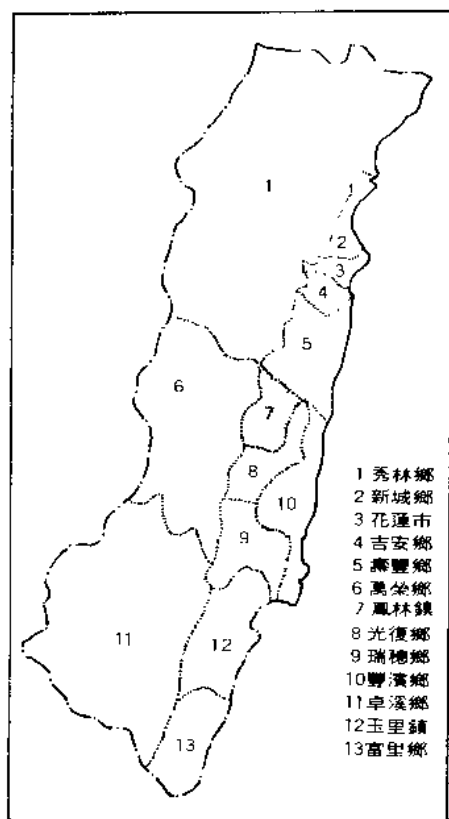 1
1
2
3
4
5
6
7
8
10
9
11
12
13
1 秀林鄉
2 新城鄉
3 花蓮市
4 吉安鄉
5 壽豐鄉
6 萬榮鄉
7 鳳林鎮
8 光復鄉
9 瑞穗鄉
10 豐濱鄉
11 卓溪鄉
12 玉里鎮
13 富里鄉